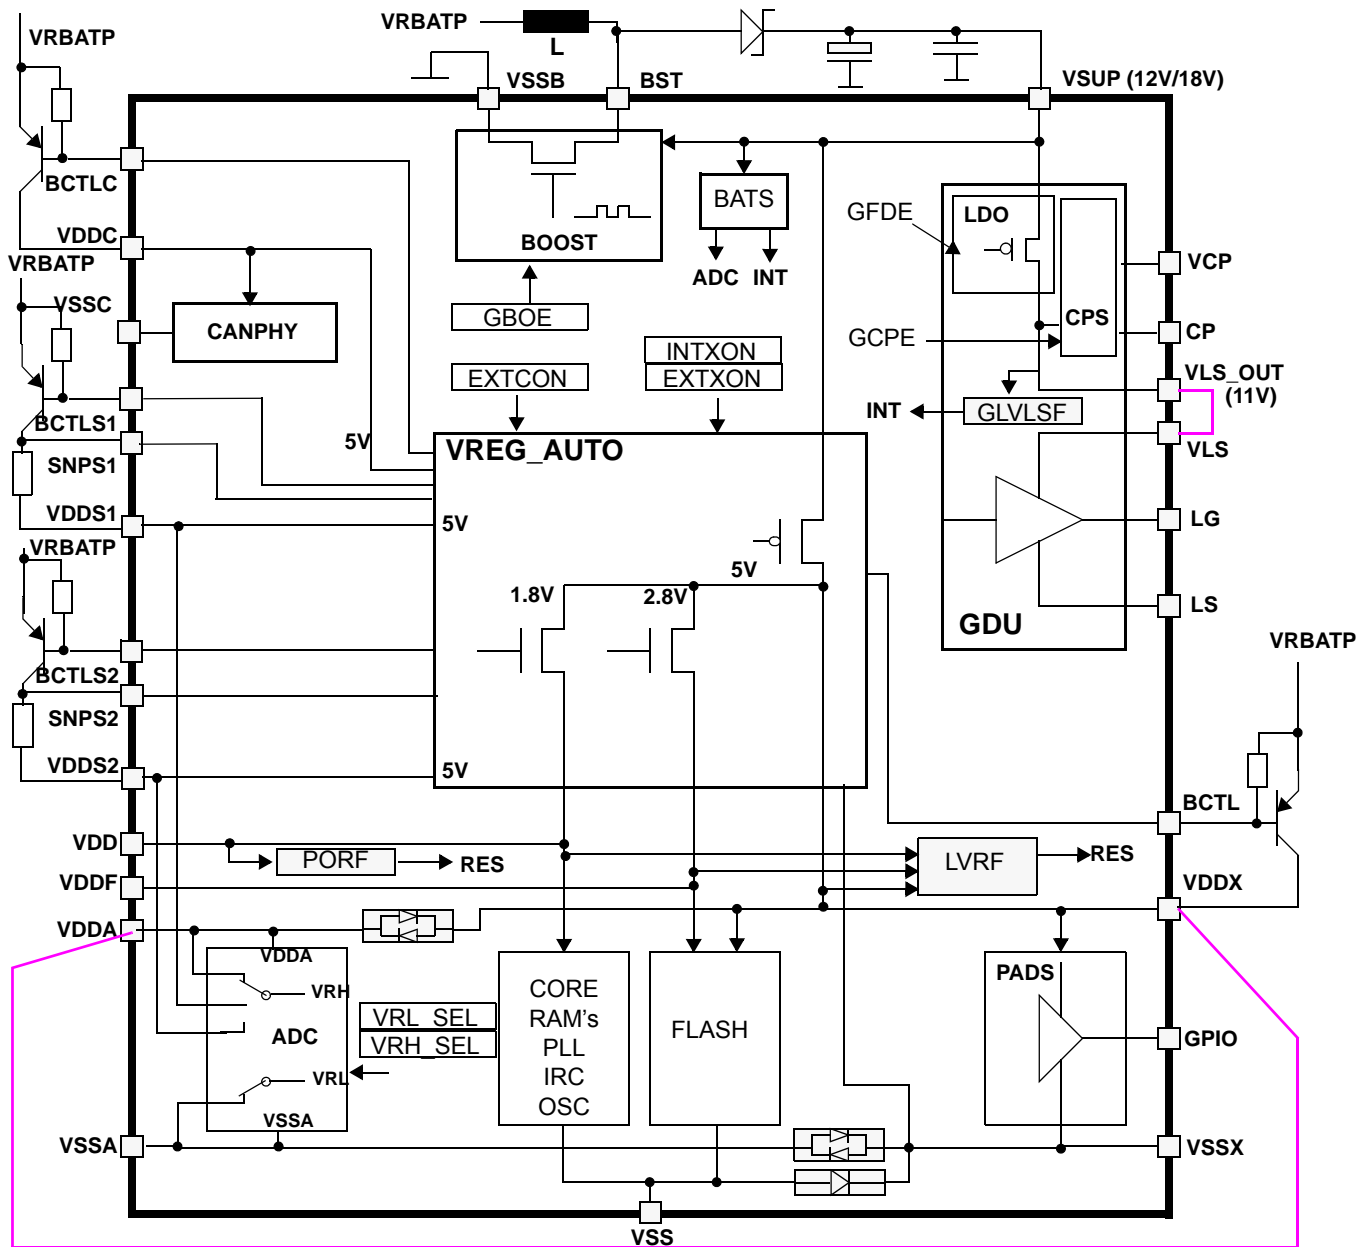 VRBATP
L
VRBATP
VSSB
BST
VSUP (12V/18V)
BCTLC
BOOST
BATS
ADC
INT
GFDE
LDO
VDDC
VRBATP
VSSC
CANPHY
GBOE
VCP
CPS
CP
GCPE
INTXON
EXTCON
EXTXON
VLS_OUT
(11V)
INT
GLVLSF
BCTLS1
5V
VREG_AUTO
VLS
SNPS1
VDDS1
5V
LG
VRBATP
5V
1.8V
2.8V
LS
GDU
VRBATP
BCTLS2
SNPS2
VDDS2
5V
BCTL
VDD
PORF
RES
LVRF
RES
VDDF
VDDX
VDDA
VDDA
VRH
ADC
VRL
VSSA
VRL_SEL
VRH_SEL
CORE
RAM's
PLL
IRC
OSC
FLASH
PADS
GPIO
VSSA
VSSX
VSS